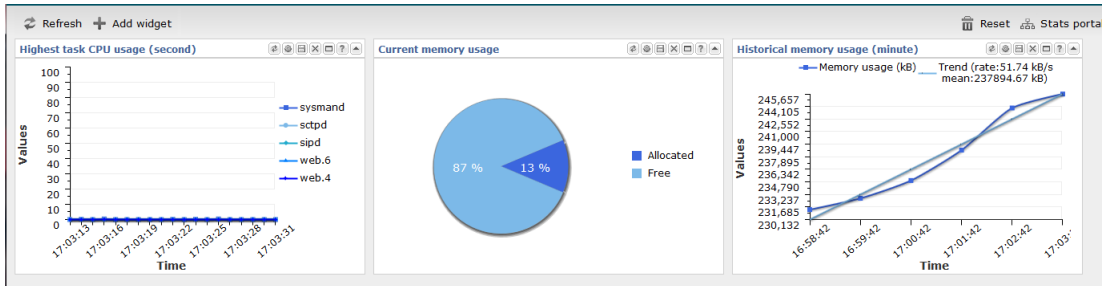 Refresh Add widget Reset Stats porta
Highest task CPU usage (second)
100
90
80
70
60
50
40
30
20
10
0
Values
17:03:13 17:03:16 17:03:19 17:03:22 17:03:25 17:03:28 17:03:31
Time
sysmand
sctpd
sipd
web.6
web.4
Current memory usage
87 %
13 %
Allocated
Free
Historical memory usage (minute)
Memory usage (kB)
Trend (rate:51.74 kB/s
mean:237894.67 kB)
245,657
244,105
242,552
241,000
239,447
237,895
236,342
234,790
233,237
231,685
230,132
Values
16:58:42 16:59:42 17:00:42 17:01:42 17:02:42 17:03:
Time